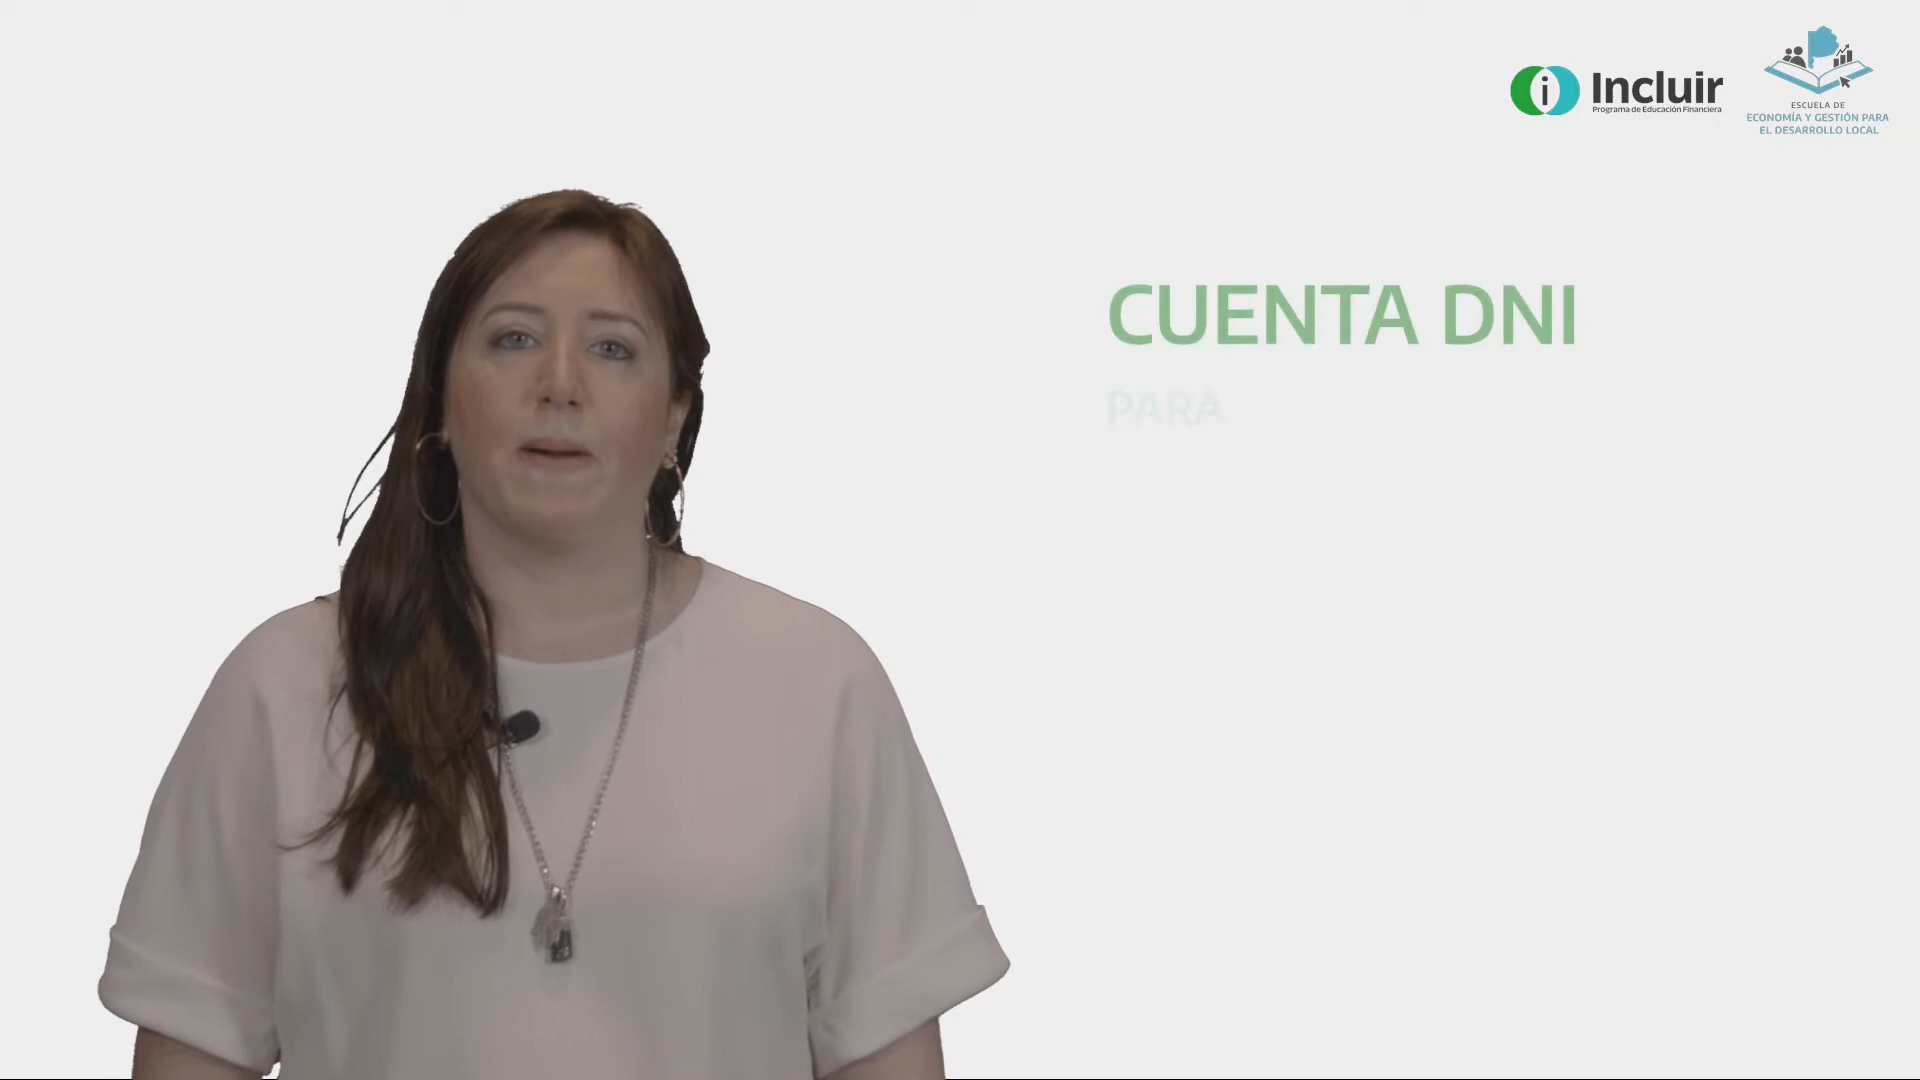 Incluir
Programa de Educación Financiera
ESCUELA DE
ECONOMÍA Y GESTIÓN PARA
EL DESARROLLO LOCAL
CUENTA DNI
PARA